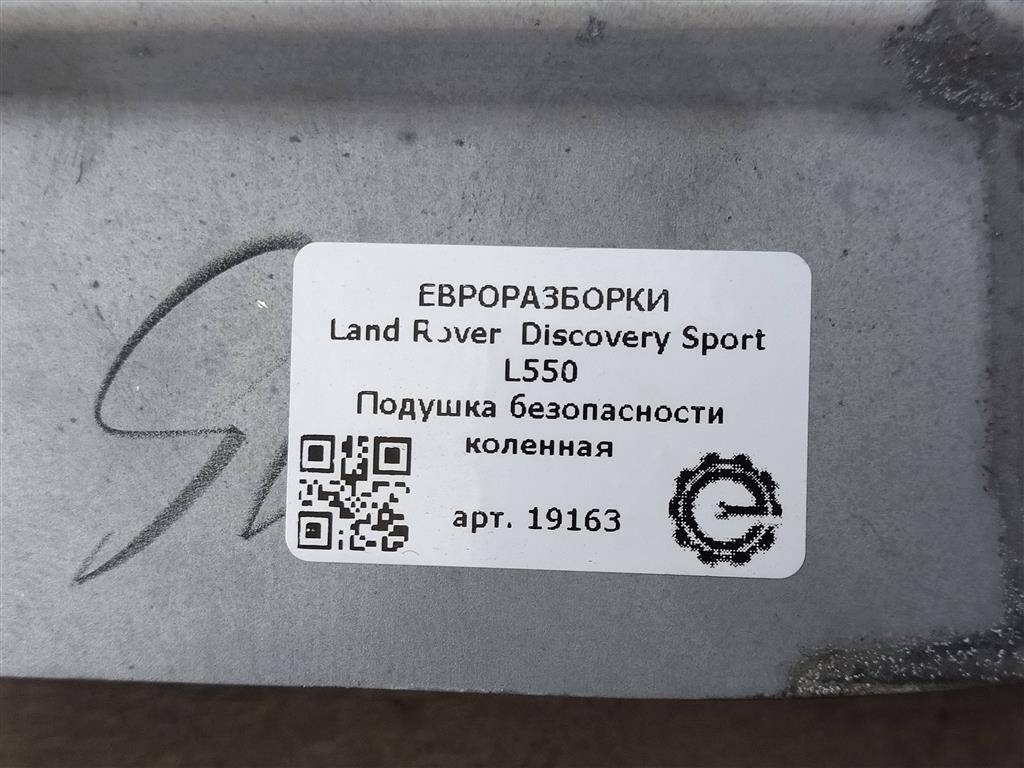 ЕВРОРАЗБОРКИ
Land Rover Discovery Sport
L550
Подушка безопасности
коленная
арт. 19163